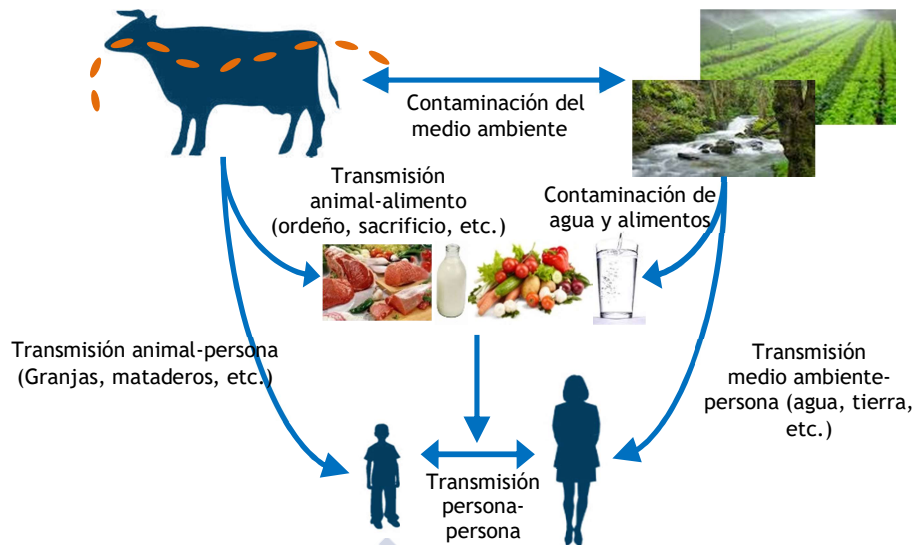 Contaminación del
medio ambiente
Transmisión
animal-alimento
(ordeño, sacrificio, etc.)
Contaminación de
agua y alimentos
Transmisión animal-persona
(Granjas, mataderos, etc.)
Transmisión
medio ambiente-
persona (agua, tierra,
etc.)
Transmisión
persona-
persona